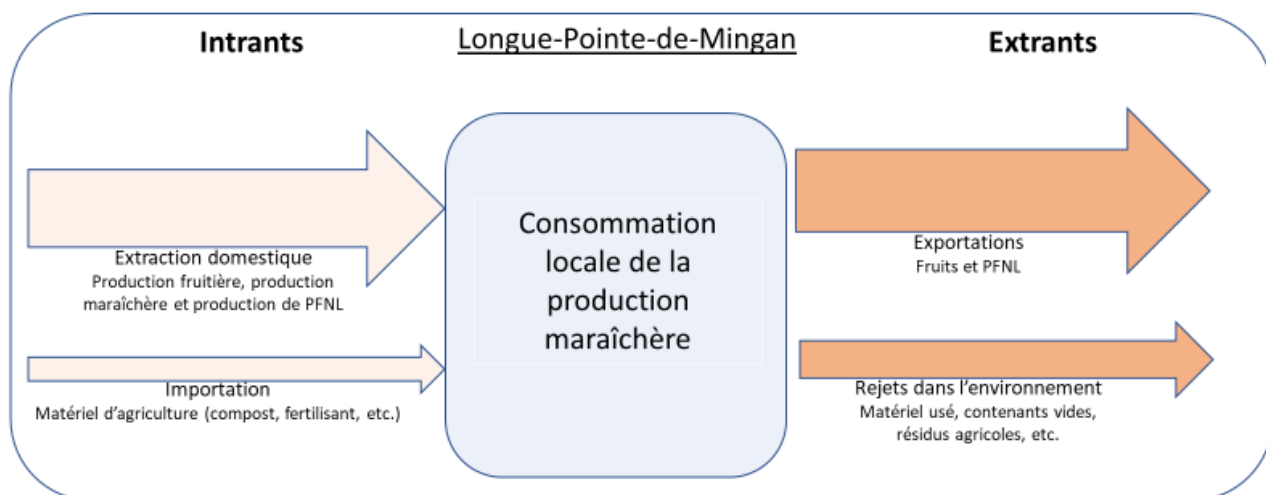 Intrants
Longue-Pointe-de-Mingan
Extrants
Extraction domestique
Production fruitière, production
maraîchère et production de PFNL
Importation
Matériel d’agriculture (compost, fertilisant, etc.)
Consommation
locale de la
production
maraîchère
Exportations
Fruits et PFNL
Rejets dans l’environnement
Matériel usé, contenants vides,
résidus agricoles, etc.